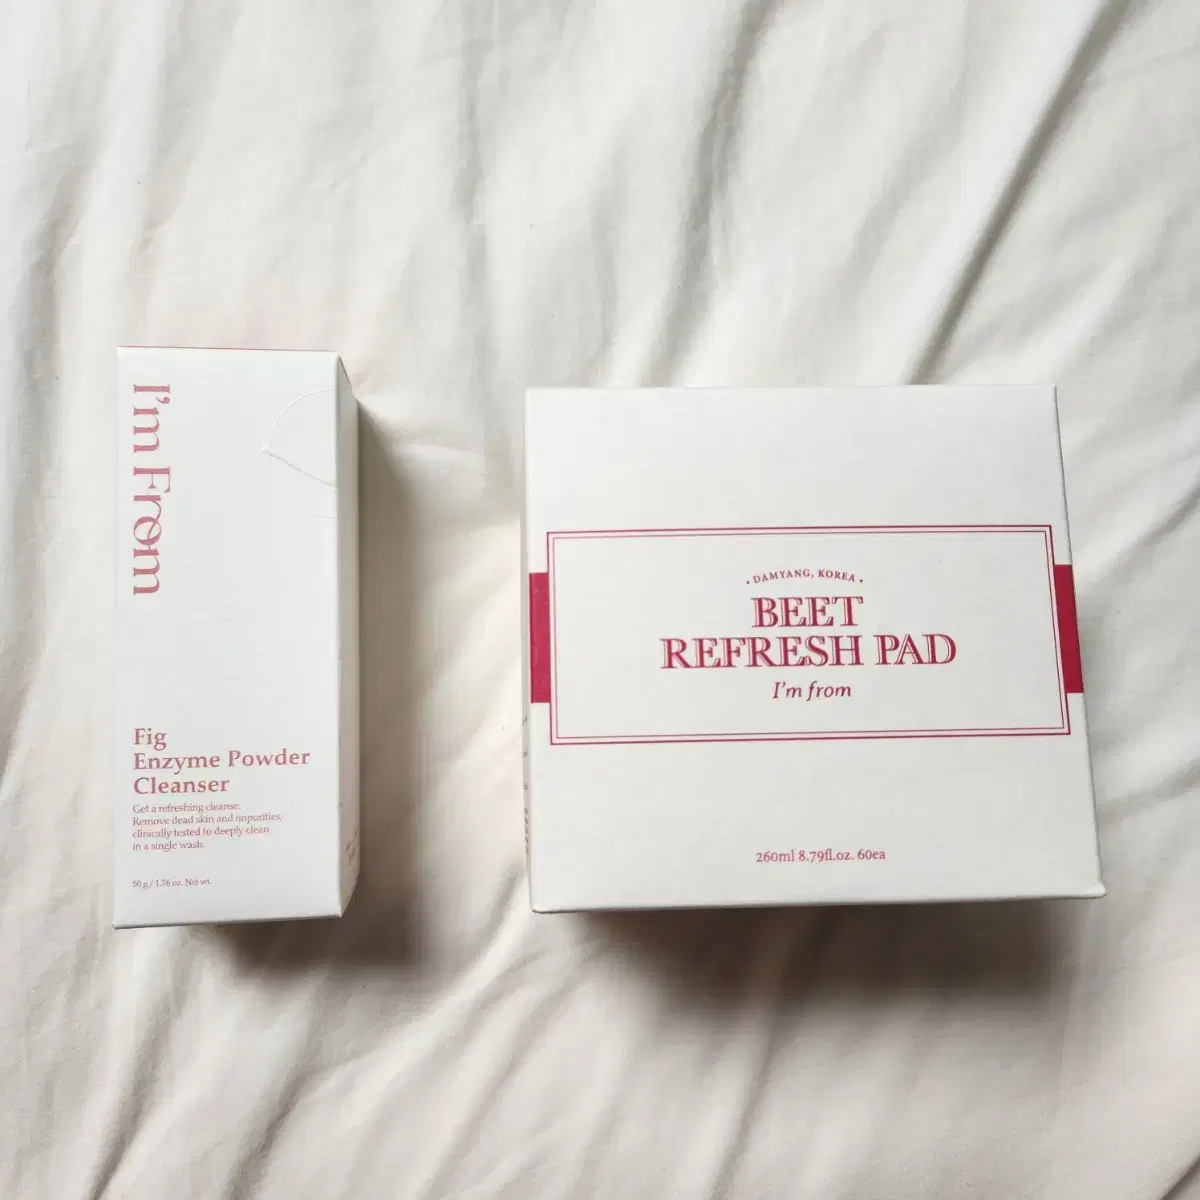 I'm From
Fig
Enzyme Powder
Cleanser
Get a refreshing cleanse.
Remove dead skin and impurities,
clinically tested to deeply clean
in a single wash.
50 g / 1.76 oz. Net wt.
• DAMYANG, KOREA •
BEET
REFRESH PAD
I'm from
260ml 8.79fl.oz. 60ea